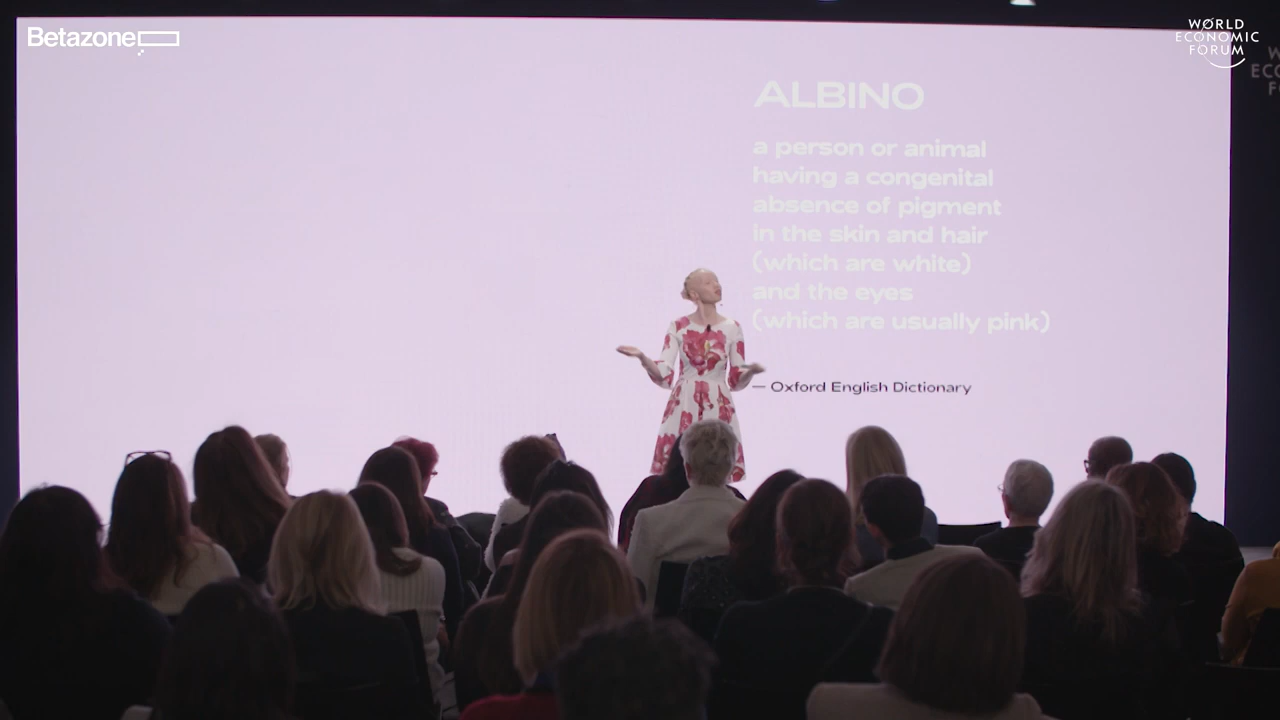 Betazone
WORLD
ECONOMIC
FORUM
ALBINO
a person or animal
having a congenital
absence of pigment
in the skin and hair
(which are white)
and the eyes
(which are usually pink)
— Oxford English Dictionary